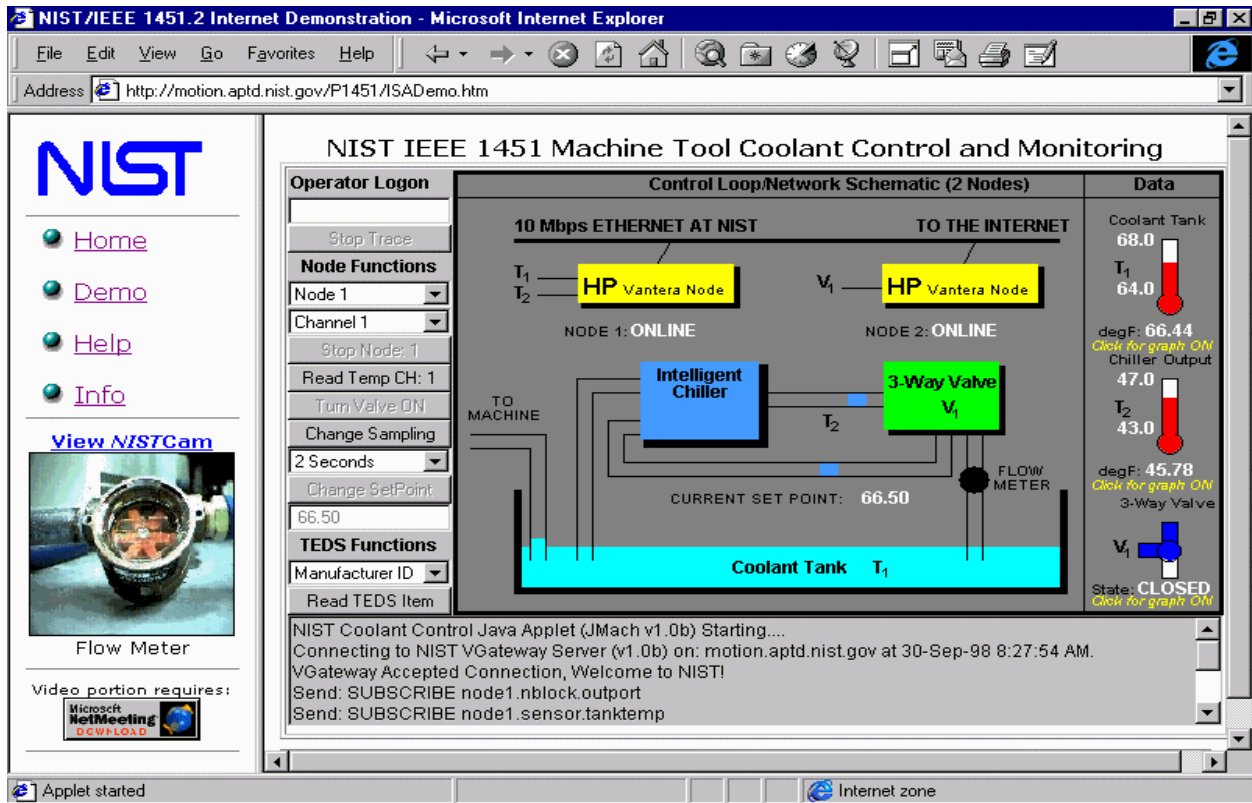 NIST/IEEE 1451.2 Internet Demonstration - Microsoft Internet Explorer
File Edit View Go Favorites Help
Address http://motion.aptd.nist.gov/P1451/ISADemo.htm
NIST
Home
Demo
Help
Info
View NISTCam
Flow Meter
Video portion requires:
Microsoft
NetMeeting
DOWNLOAD
NIST IEEE 1451 Machine Tool Coolant Control and Monitoring
Operator Logon
Stop Trace
Node Functions
Node 1
Channel 1
Stop Node: 1
Read Temp CH: 1
Turn Valve ON
Change Sampling
2 Seconds
Change SetPoint
66.50
TEDS Functions
Manufacturer ID
Read TEDS Item
Control Loop/Network Schematic (2 Nodes)
10 Mbps ETHERNET AT NIST TO THE INTERNET
T1
T2
HP Vantera Node
V1
HP Vantera Node
NODE 1: ONLINE
NODE 2: ONLINE
Intelligent
Chiller
3-Way Valve
V1
TO
MACHINE
T2
FLOW
METER
CURRENT SET POINT: 66.50
Coolant Tank T1
Data
Coolant Tank
68.0
T1
64.0
degF: 66.44
Click for graph ON
Chiller Output
47.0
T2
43.0
degF: 45.78
Click for graph ON
3-Way Valve
V1
State: CLOSED
Click for graph ON
NIST Coolant Control Java Applet (JMach v1.0b) Starting....
Connecting to NIST VGateway Server (v1.0b) on: motion.aptd.nist.gov at 30-Sep-98 8:27:54 AM.
VGateway Accepted Connection, Welcome to NIST!
Send: SUBSCRIBE node1.nblock.outport
Send: SUBSCRIBE node1.sensor.tanktemp
Applet started
Internet zone